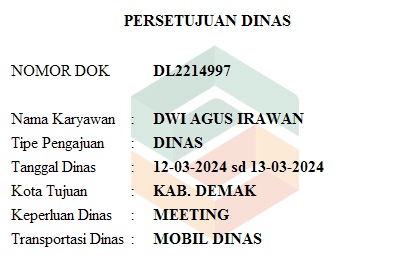 PERSETUJUAN DINAS
NOMOR DOK DL2214997
Nama Karyawan : DWI AGUS IRAWAN
Tipe Pengajuan : DINAS
Tanggal Dinas : 12-03-2024 sd 13-03-2024
Kota Tujuan : KAB. DEMAK
Keperluan Dinas : MEETING
Transportasi Dinas : MOBIL DINAS